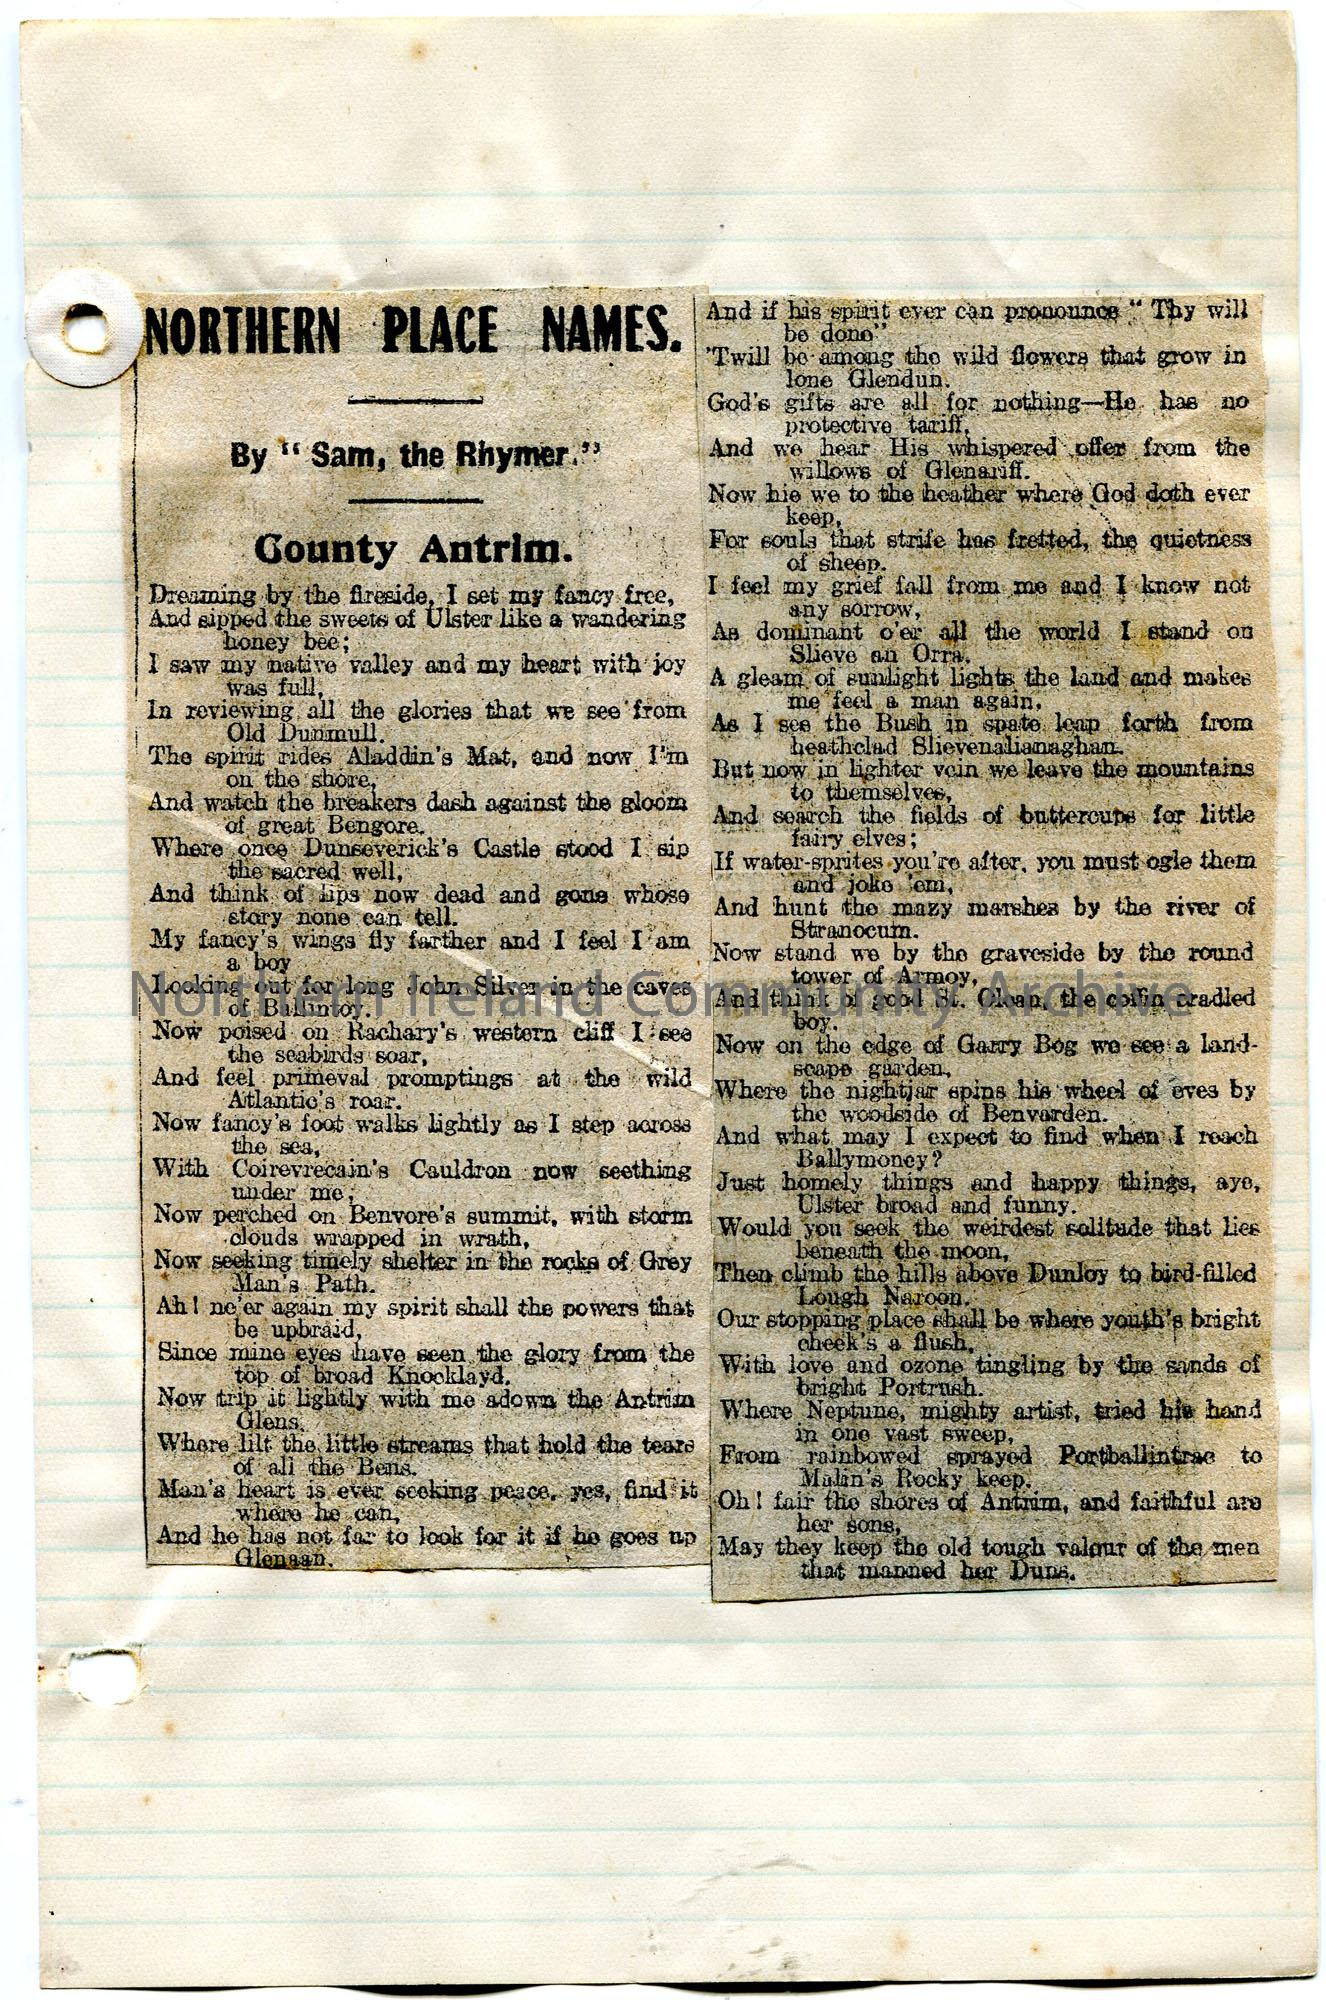 NORTHERN PLACE NAMES.
By "Sam, the Rhymer."
County Antrim.
Dreaming by the fireside, I set my fancy free,
And sipped the sweets of Ulster like a wandering
honey bee;
I saw my native valley and my heart with joy
was full,
In reviewing all the glories that we see from
Old Dunmull.
The spirit rides Aladdin's Mat, and now I'm
on the shore,
And watch the breakers dash against the gloom
of great Bengore.
Where once Dunseverick's Castle stood I sip
the sacred well,
And think of lips now dead and gone whose
story none can tell.
My fancy's wings fly farther and I feel I am
a boy
Looking out for long John Silver in the caves
of Ballintoy.
Now poised on Rachary's western cliff I see
the seabirds soar,
And feel primeval promptings at the wild
Atlantic's roar.
Now fancy's foot walks lightly as I step across
the sea,
With Coirevrecain's Cauldron now seething
under me,
Now perched on Benvore's summit, with storm
clouds wrapped in wrath,
Now seeking timely shelter in the rocks of Grey
Man's Path.
Ah! ne'er again my spirit shall the powers that
be upbraid,
Since mine eyes have seen the glory from the
top of broad Knocklayd.
Now trip it lightly with me adown the Antrim
Glens,
Where lilt the little streams that hold the tears
of all the Bens.
Man's heart is ever seeking peace, yes, find it
where he can,
And he has not far to look for it if he goes up
Glenaan.
And if his spirit ever can pronounce "Thy will
be done"
'Twill be among the wild flowers that grow in
lone Glendun.
God's gifts are all for nothing—He has no
protective tariff,
And we hear His whispered offer from the
willows of Glenariff.
Now hie we to the heather where God doth ever
keep,
For souls that strife has fretted, the quietness
of sheep.
I feel my grief fall from me and I know not
any sorrow,
As dominant o'er all the world I stand on
Slieve an Orra.
A gleam of sunlight lights the land and makes
me feel a man again,
As I see the Bush in spate leap forth from
heathclad Slievenalianaghan.
But now in lighter vein we leave the mountains
to themselves,
And search the fields of buttercups for little
fairy elves;
If water-sprites you're after, you must ogle them
and joke 'em,
And hunt the mazy marshes by the river of
Stranocum.
Now stand we by the graveside by the round
tower of Armoy,
And think of good St. Olcan, the coffin cradled
boy.
Now on the edge of Garry Bog we see a land-
scape garden,
Where the nightjar spins his wheel of eves by
the woodside of Benvarden.
And what may I expect to find when I reach
Ballymoney?
Just homely things and happy things, aye,
Ulster broad and funny.
Would you seek the weirdest solitude that lies
beneath the moon,
Then climb the hills above Dunloy to bird-filled
Lough Naroon.
Our stopping place shall be where youth's bright
cheek's a flush,
With love and ozone tingling by the sands of
bright Portrush.
Where Neptune, mighty artist, tried his hand
in one vast sweep,
From rainbowed sprayed Portballintrae to
Malin's Rocky keep.
Oh! fair the shores of Antrim, and faithful are
her sons,
May they keep the old tough valour of the men
that manned her Duns.
Northern Ireland Community Archive